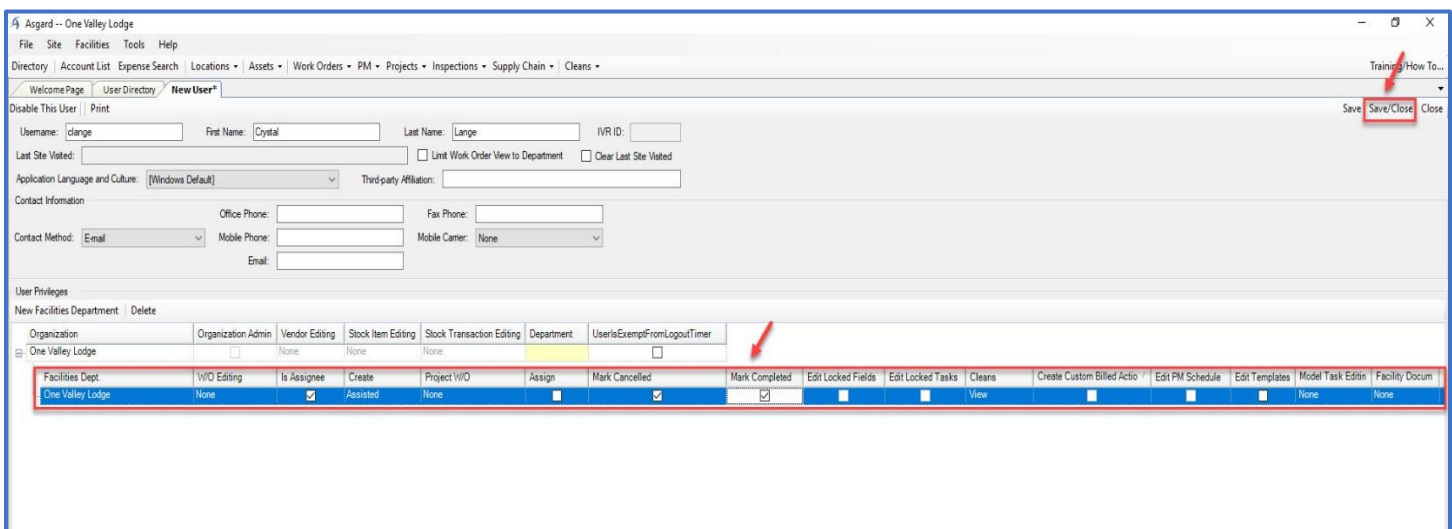 Asgard -- One Valley Lodge
File Site Facilities Tools Help
Directory Account List Expense Search Locations Assets Work Orders PM Projects Inspections Supply Chain Cleans Training/How To...
Welcome Page User Directory New User*
Disable This User Print Save Save/Close Close
Username: clange First Name: Crystal Last Name: Lange IVR ID:
Last Site Visited: Limit Work Order View to Department Clear Last Site Visited
Application Language and Culture: [Windows Default] Third-party Affiliation:
Contact Information
Office Phone: Fax Phone:
Contact Method: E-mail Mobile Phone: Mobile Carrier: None
Email:
User Privileges
New Facilities Department Delete
Organization Organization Admin Vendor Editing Stock Item Editing Stock Transaction Editing Department UserIsExemptFromLogoutTimer
One Valley Lodge None None None
Facilities Dept. W/O Editing Is Assignee Create Project W/O Assign Mark Cancelled Mark Completed Edit Locked Fields Edit Locked Tasks Cleans Create Custom Billed Actio Edit PM Schedule Edit Templates Model Task Editin Facility Docum
One Valley Lodge None Assisted None View None None